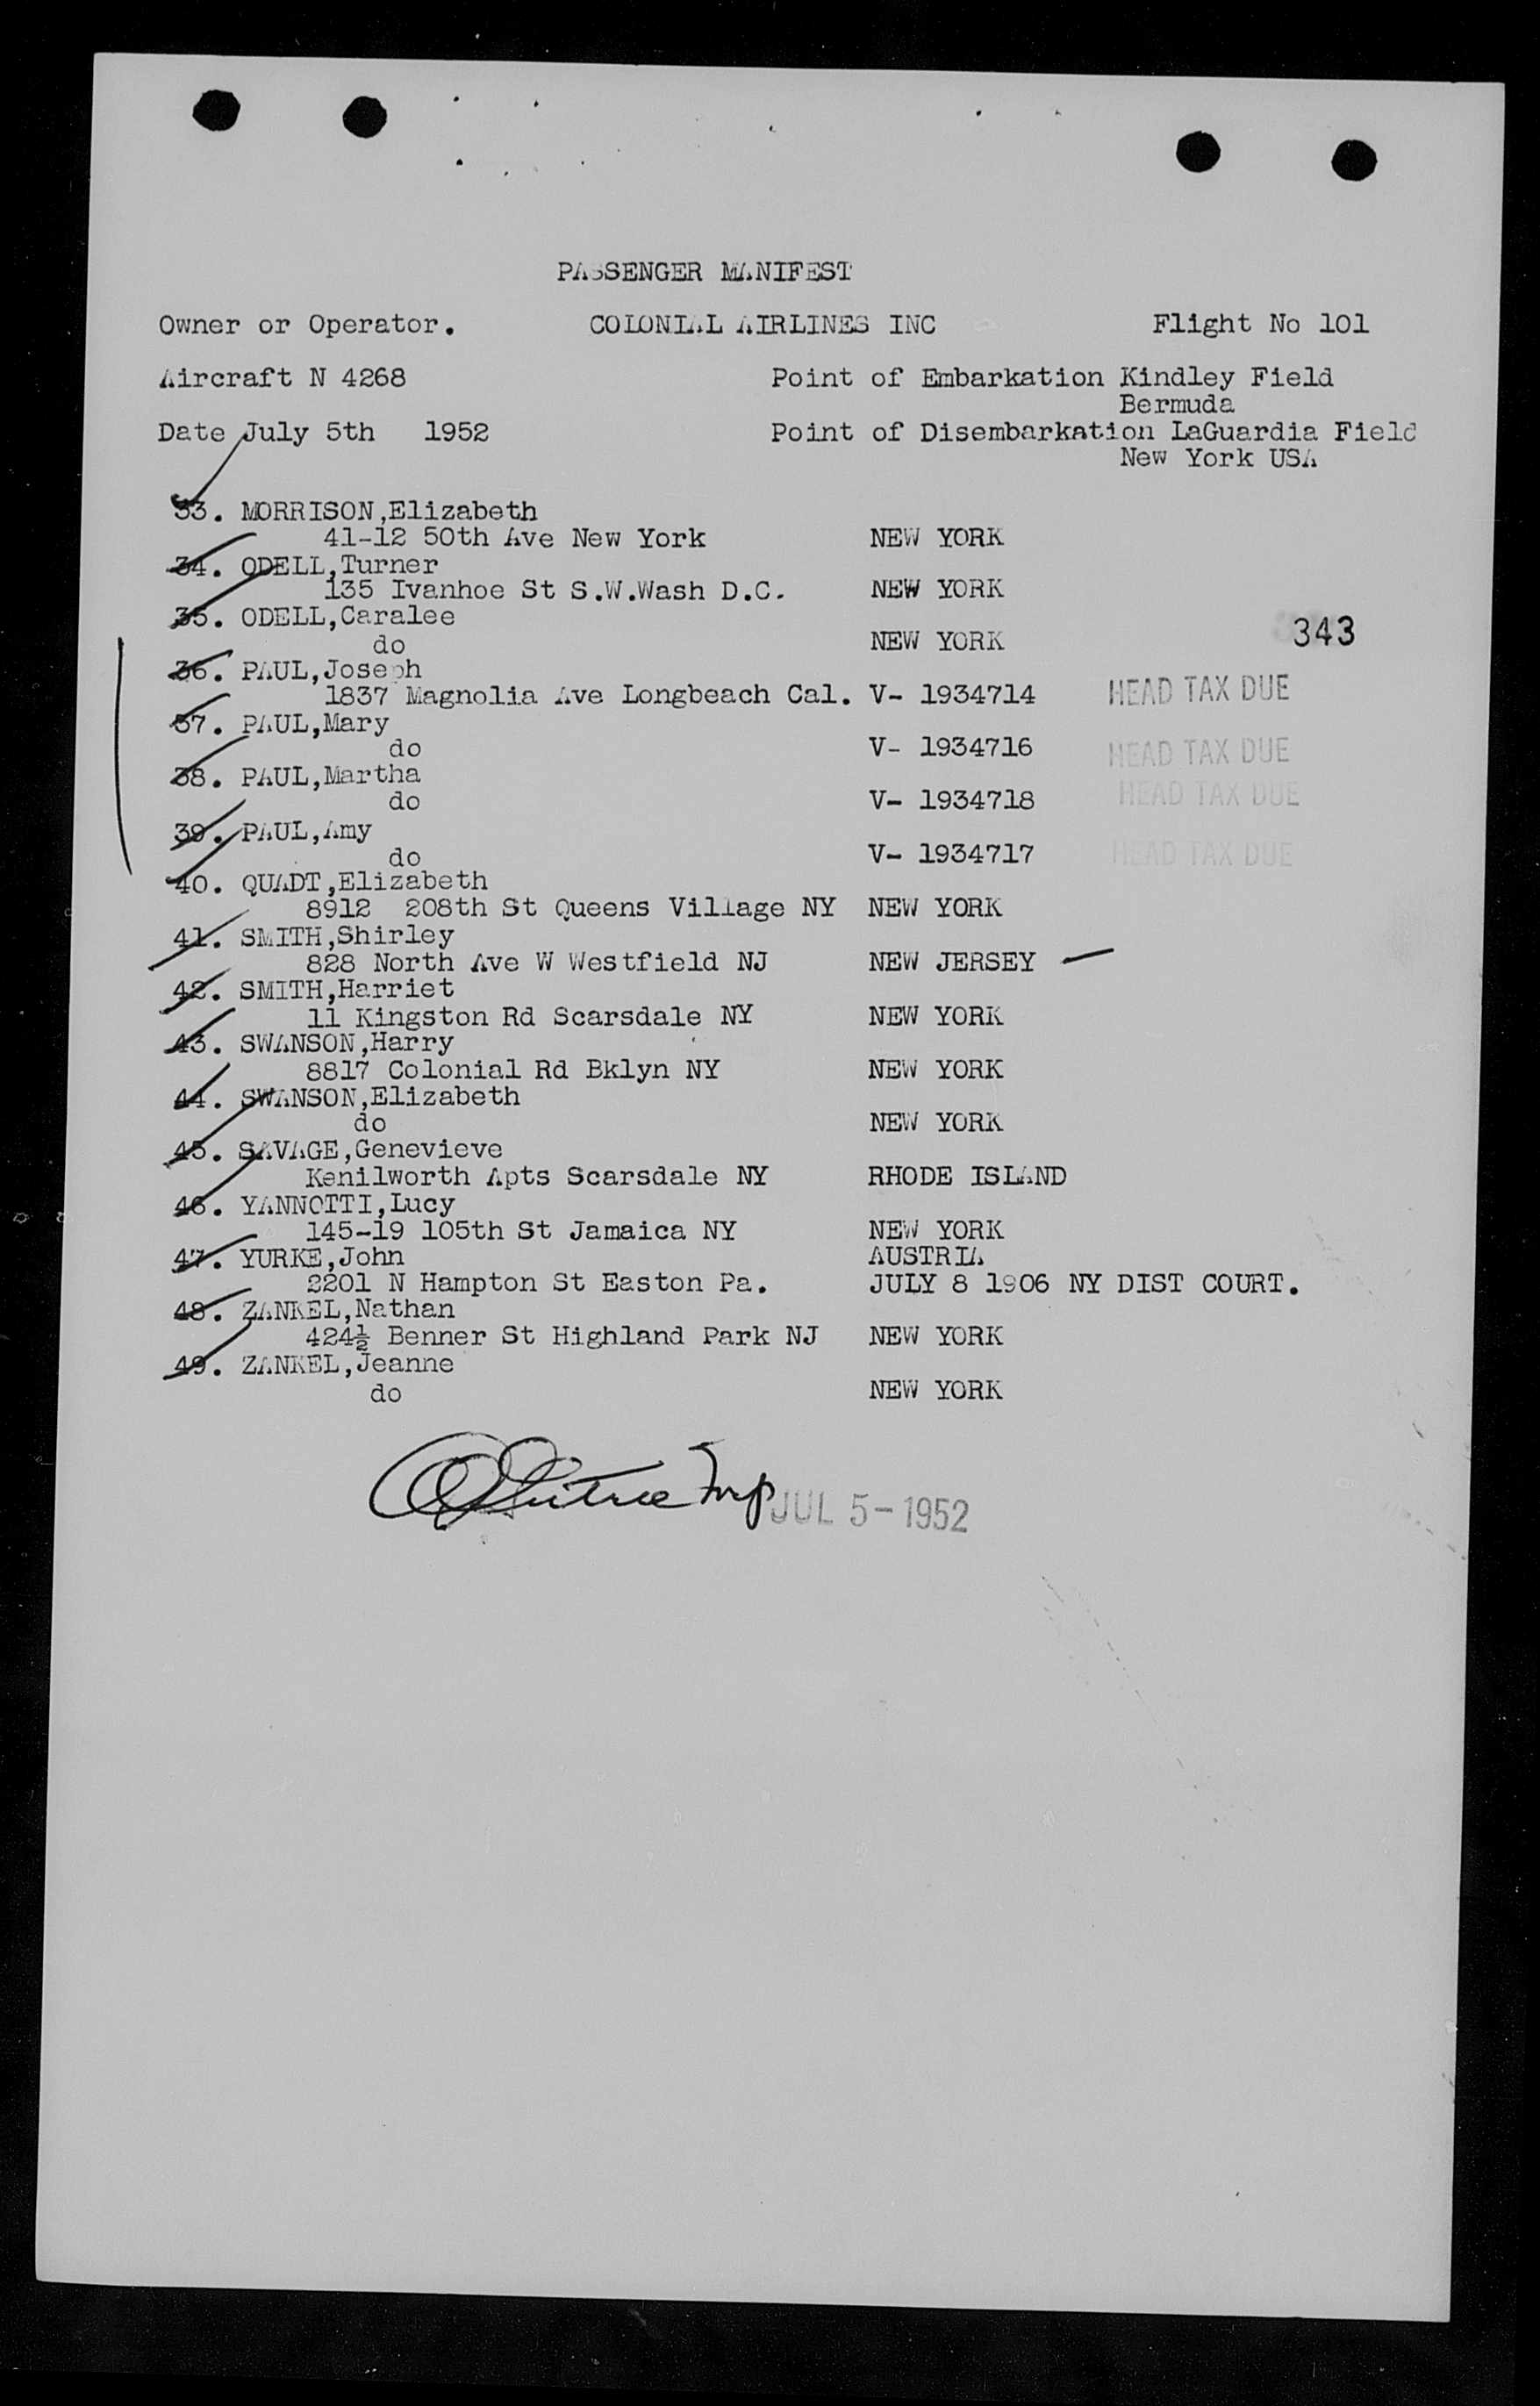 PASSENGER MANIFEST
Owner or Operator. COLONIAL AIRLINES INC Flight No 101
Aircraft N 4268 Point of Embarkation Kindley Field
Bermuda
Date July 5th 1952 Point of Disembarkation LaGuardia Field
New York USA
33. MORRISON,Elizabeth
41-12 50th Ave New York NEW YORK
34. ODELL,Turner
135 Ivanhoe St S.W.Wash D.C. NEW YORK
35. ODELL,Caralee
do NEW YORK 343
36. PAUL,Joseph
1837 Magnolia Ave Longbeach Cal. V- 1934714 HEAD TAX DUE
37. PAUL,Mary
do V- 1934716 HEAD TAX DUE
38. PAUL,Martha
do V- 1934718 HEAD TAX DUE
39. PAUL,Amy
do V- 1934717 HEAD TAX DUE
40. QUADT,Elizabeth
8912 208th St Queens Village NY NEW YORK
41. SMITH,Shirley
828 North Ave W Westfield NJ NEW JERSEY
42. SMITH,Harriet
11 Kingston Rd Scarsdale NY NEW YORK
43. SWANSON,Harry
8817 Colonial Rd Bklyn NY NEW YORK
44. SWANSON,Elizabeth
do NEW YORK
45. SAVAGE,Genevieve
Kenilworth Apts Scarsdale NY RHODE ISLAND
46. YANNOTTI,Lucy
145-19 105th St Jamaica NY NEW YORK
47. YURKE,John AUSTRIA
2201 N Hampton St Easton Pa. JULY 8 1906 NY DIST COURT.
48. ZANKEL,Nathan
424½ Benner St Highland Park NJ NEW YORK
49. ZANKEL,Jeanne
do NEW YORK
JUL 5-1952